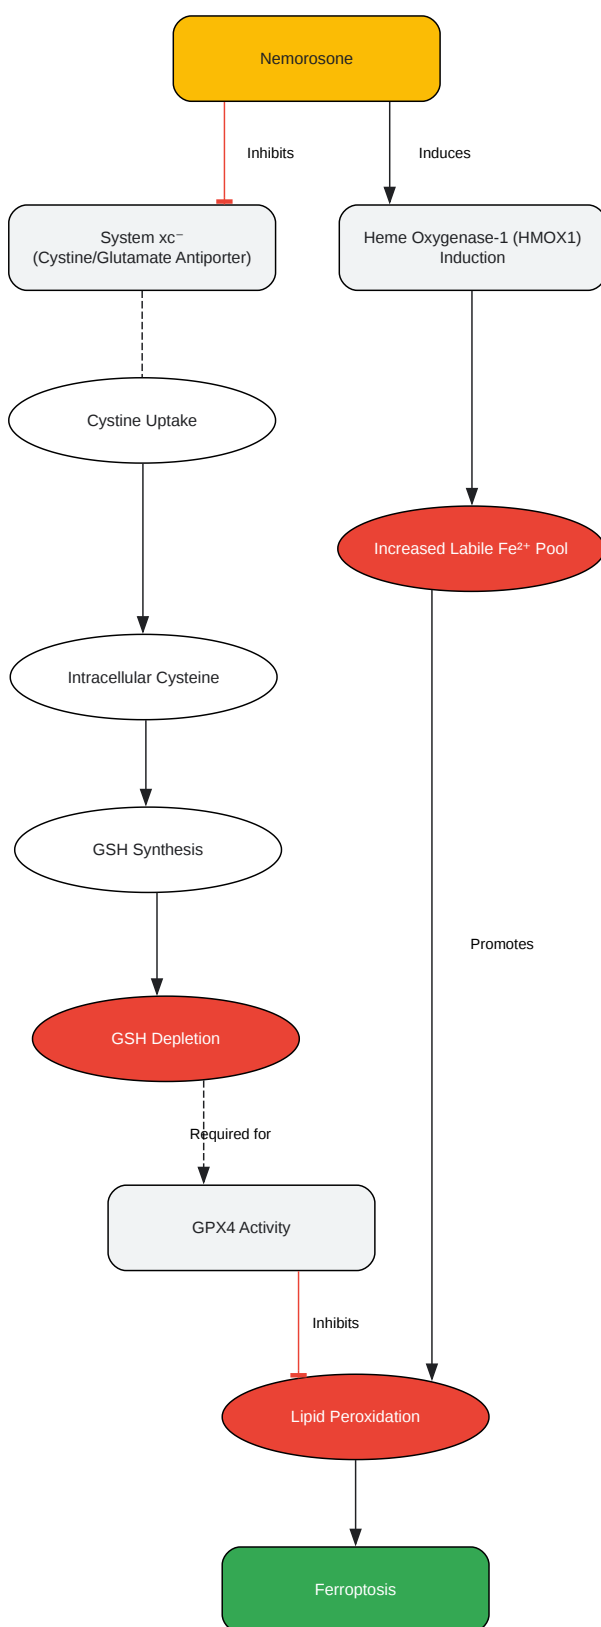 Nemorosone
Inhibits
Induces
System xc⁻
(Cystine/Glutamate Antiporter)
Heme Oxygenase-1 (HMOX1)
Induction
Cystine Uptake
Increased Labile Fe²⁺ Pool
Intracellular Cysteine
GSH Synthesis
Promotes
GSH Depletion
Required for
GPX4 Activity
Inhibits
Lipid Peroxidation
Ferroptosis